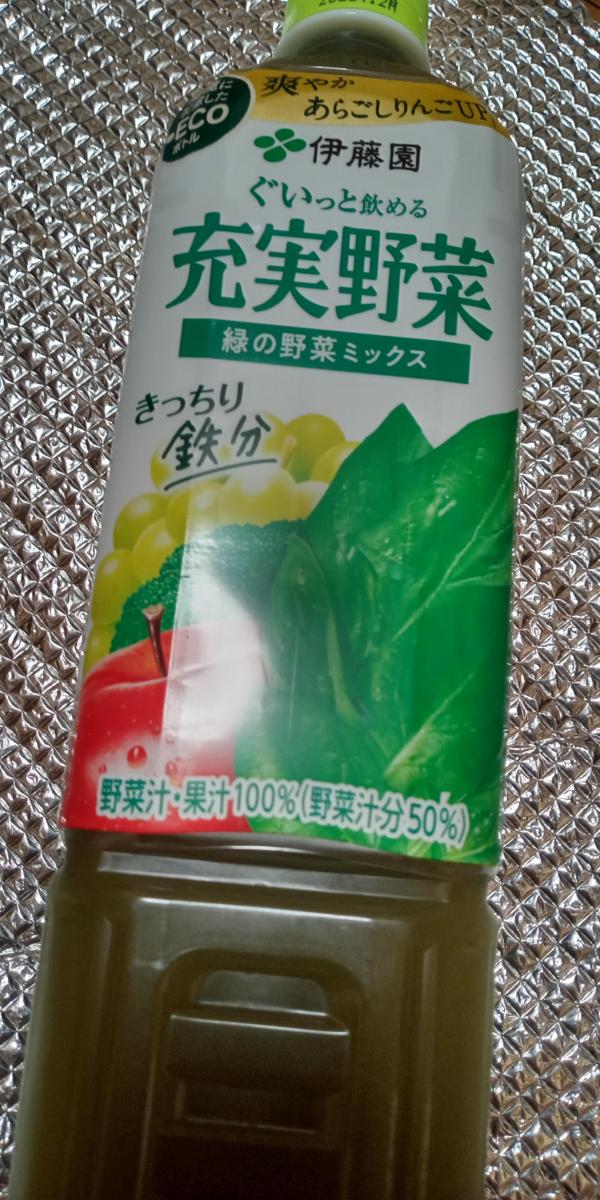 12月
爽やか
あらごしりんごUP!
ECO
ボトル
伊藤園
ぐいっと飲める
充実野菜
緑の野菜ミックス
きっちり
鉄分
野菜汁・果汁100%(野菜汁分50%)